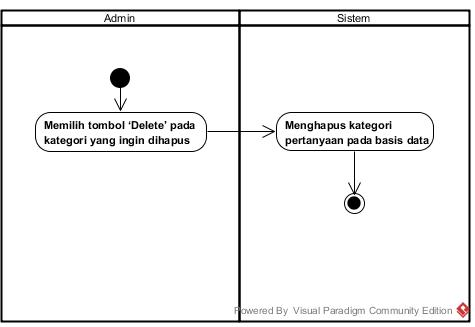 Admin
Sistem
Memilih tombol ‘Delete’ pada
kategori yang ingin dihapus
Menghapus kategori
pertanyaan pada basis data
Powered By Visual Paradigm Community Edition